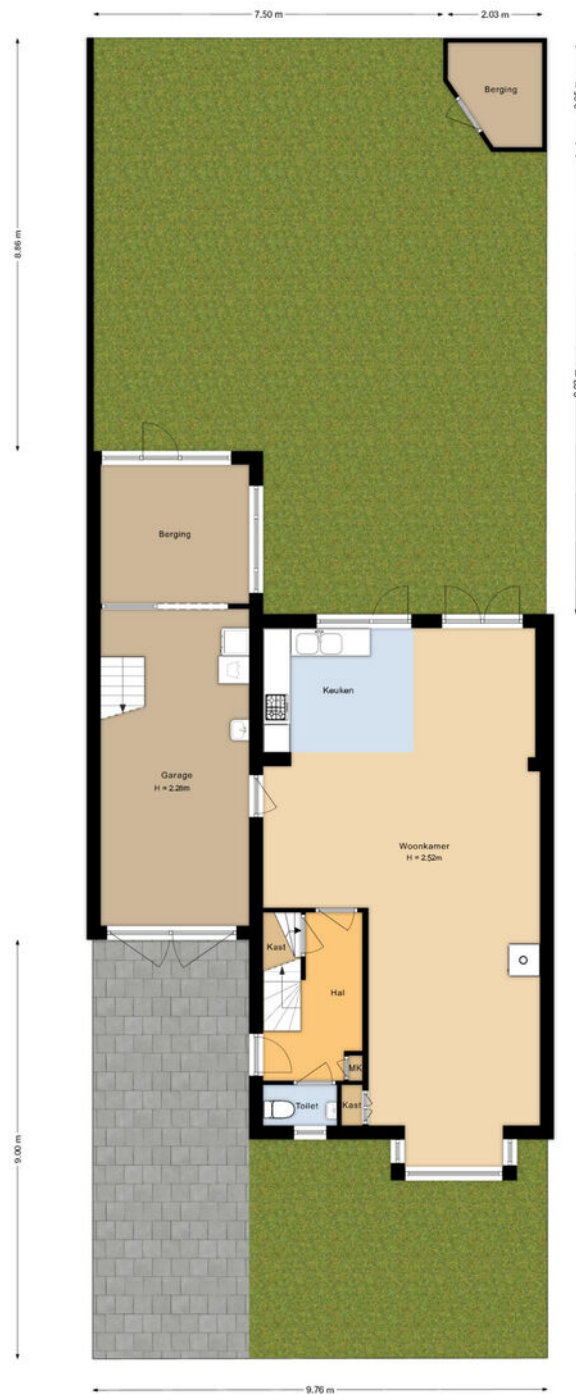 7.50 m
2.03 m
Berging
8.86 m
Berging
Keuken
Garage
H = 2.26m
Woonkamer
H = 2.52m
Kast
Hal
MK
Toilet
Kast
9.00 m
9.76 m